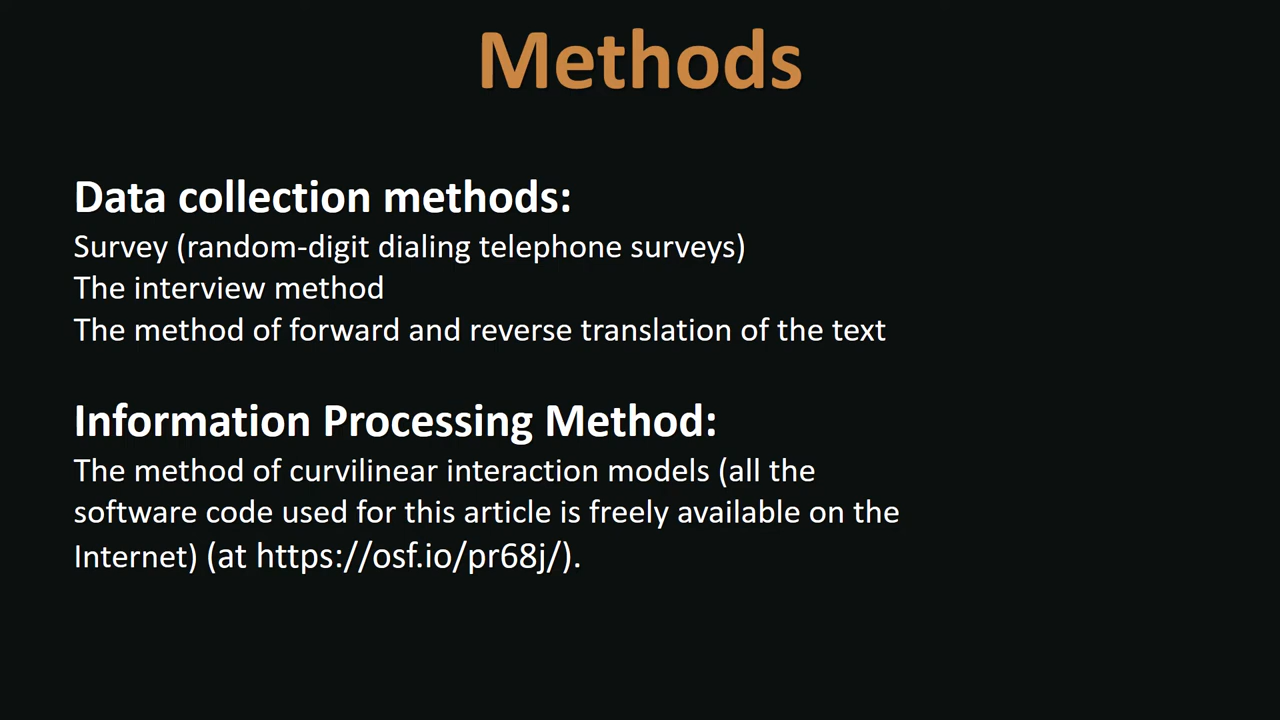 Methods
Data collection methods:
Survey (random-digit dialing telephone surveys)
The interview method
The method of forward and reverse translation of the text
Information Processing Method:
The method of curvilinear interaction models (all the
software code used for this article is freely available on the
Internet) (at https://osf.io/pr68j/).